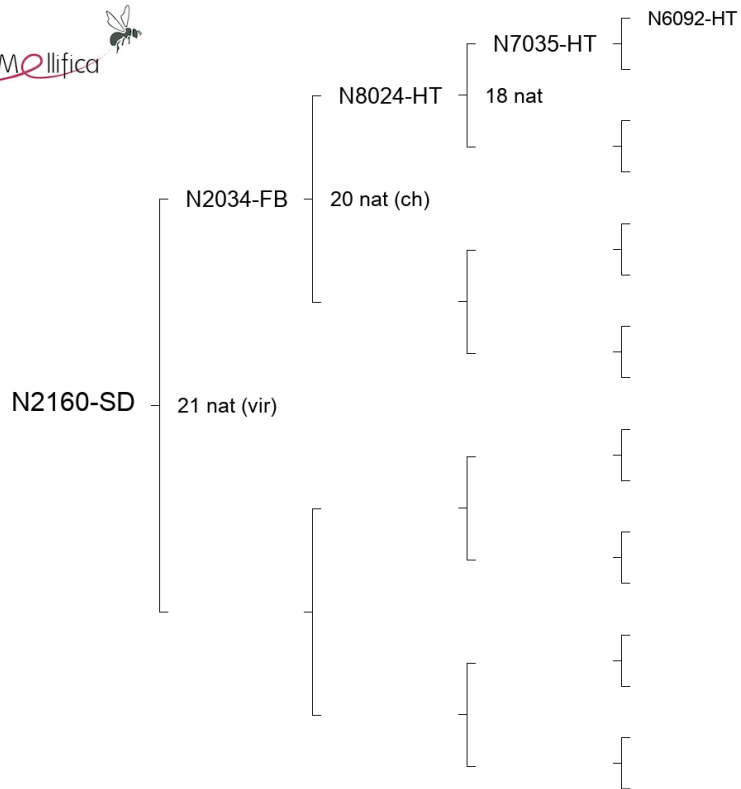 Mellifica
N6092-HT
N7035-HT
N8024-HT
18 nat
N2034-FB
20 nat (ch)
N2160-SD
21 nat (vir)